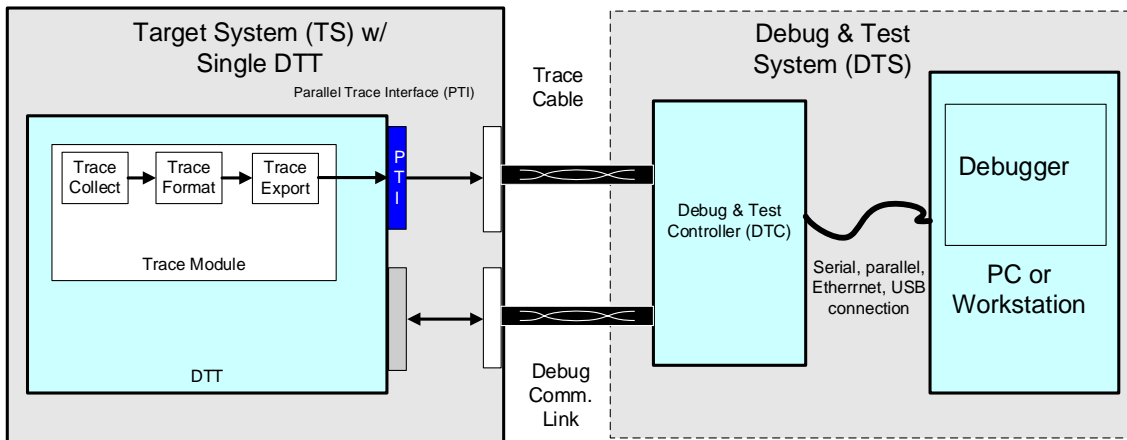 Target System (TS) w/
Single DTT
Parallel Trace Interface (PTI)
Trace
Collect
Trace
Format
Trace
Export
Trace Module
PTI
DTT
Trace
Cable
Debug
Comm.
Link
Debug & Test
System (DTS)
Debug & Test
Controller (DTC)
Serial, parallel,
Etherrnet, USB
connection
Debugger
PC or
Workstation